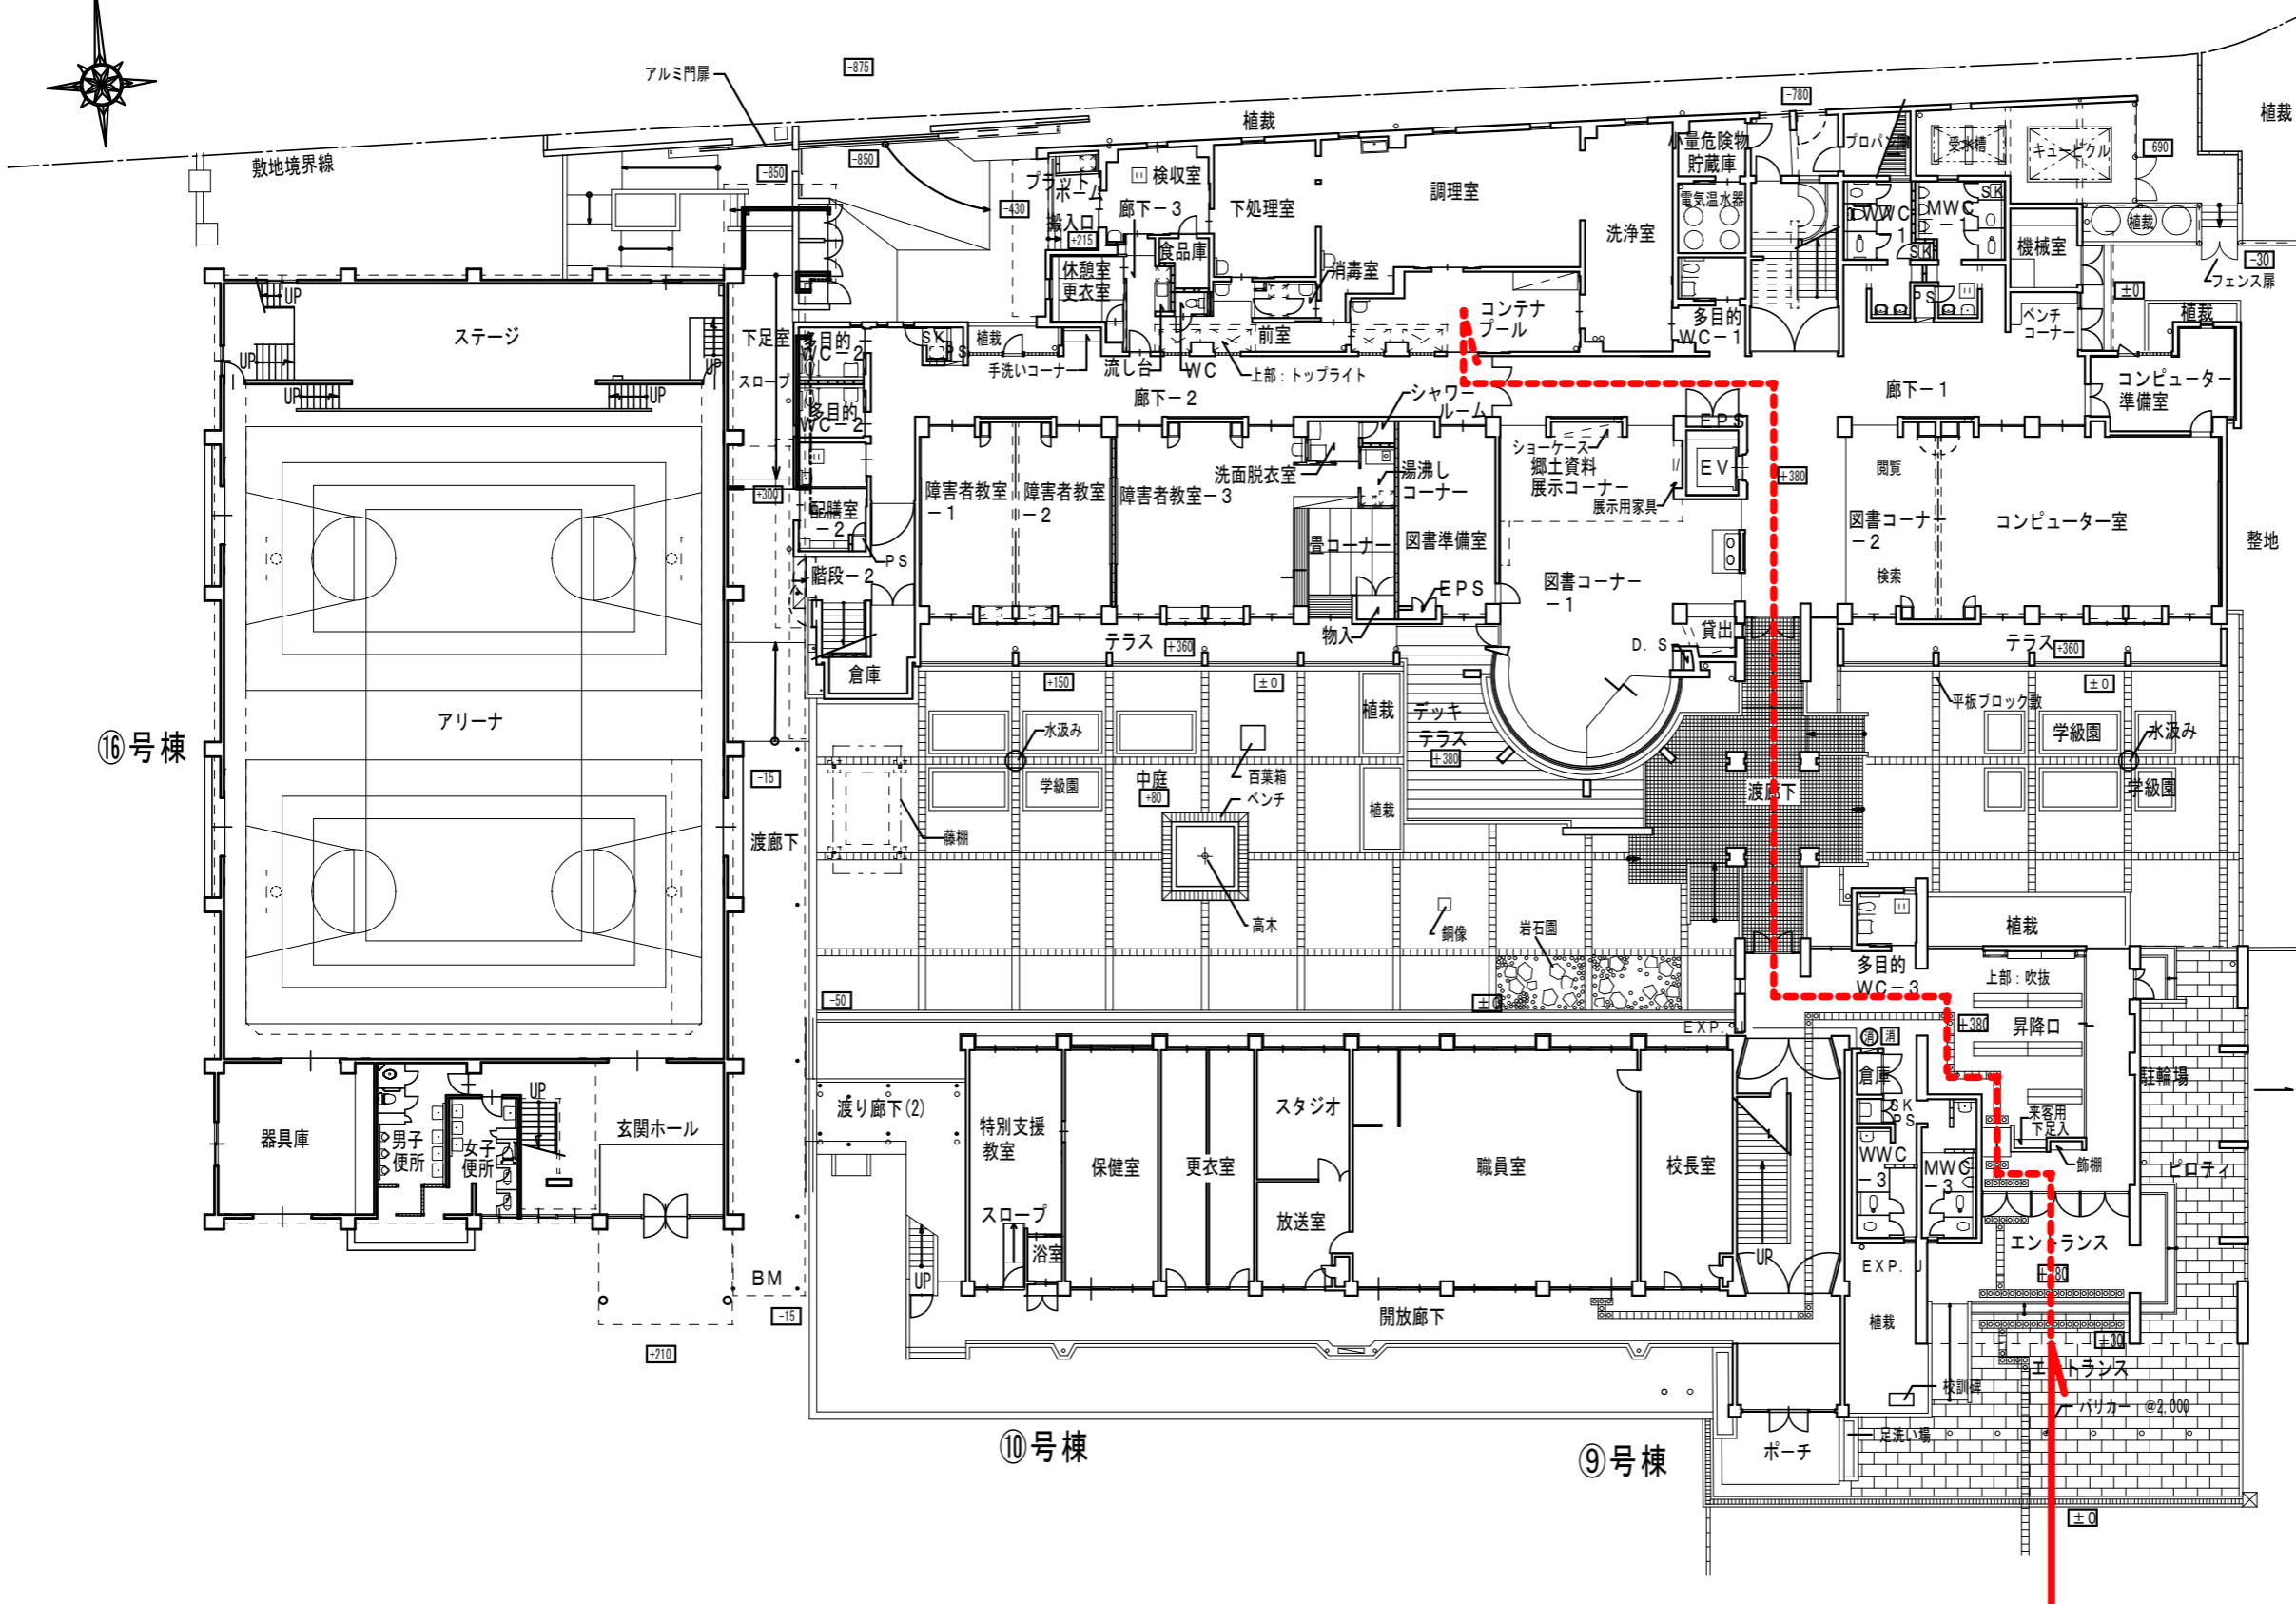 アルミ門扉
-875
敷地境界線
植裁
-780
植裁
-850
-850
-430
プラット
ホーム
搬入口
+215
検収室
廊下-3
食品庫
休憩室
更衣室
下処理室
調理室
消毒室
洗浄室
少量危険物
貯蔵庫
電気温水器
プロパン庫
受水槽
キュービクル
-690
WWC
-1
MWC
-1
SK
SK
PS
機械室
植栽
-30
フェンス扉
±0
植栽
ベンチ
コーナー
コンピューター
準備室
コンテナ
プール
多目的
WC-1
前室
上部：トップライト
WC
流し台
手洗いコーナー
植栽
SK
PS
多目的
WC-2
多目的
WC-2
下足室
スロープ
ステージ
UP
UP
UP
UP
UP
廊下-2
シャワー
ルーム
廊下-1
EPS
EV
+380
ショーケース
郷土資料
展示コーナー
展示用家具
洗面脱衣室
湯沸し
コーナー
障害者教室
-1
障害者教室
-2
障害者教室-3
畳コーナー
図書準備室
EPS
図書コーナー
-1
閲覧
図書コーナー
-2
検索
コンピューター室
整地
+300
配膳室
-2
PS
階段-2
倉庫
物入
貸出
D.S
テラス
+360
テラス
+360
+150
±0
±0
平板ブロック敷
アリーナ
⑯号棟
-15
渡廊下
水汲み
学級園
中庭
+80
百葉箱
ベンチ
藤棚
高木
植栽
植栽
デッキ
テラス
+380
渡廊下
学級園
水汲み
学級園
銅像
岩石園
-50
±0
多目的
WC-3
植栽
上部：吹抜
昇降口
+380
EXP.J
消
消
倉庫
SK
PS
WWC
-3
MWC
-3
来客用
下足入
飾棚
駐輪場
ピロティ
エントランス
+380
EXP.J
植栽
+30
エントランス
校訓碑
バリカー @2,000
足洗い場
器具庫
男子
便所
女子
便所
UP
玄関ホール
渡り廊下(2)
特別支援
教室
スロープ
浴室
保健室
更衣室
スタジオ
放送室
職員室
校長室
UP
UP
BM
-15
+210
開放廊下
⑩号棟
⑨号棟
ポーチ
±0